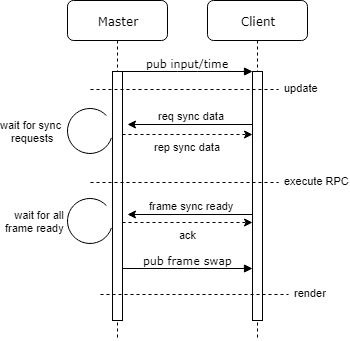 Master
Client
pub input/time
update
req sync data
wait for sync
requests
rep sync data
execute RPC
frame sync ready
wait for all
frame ready
ack
pub frame swap
render